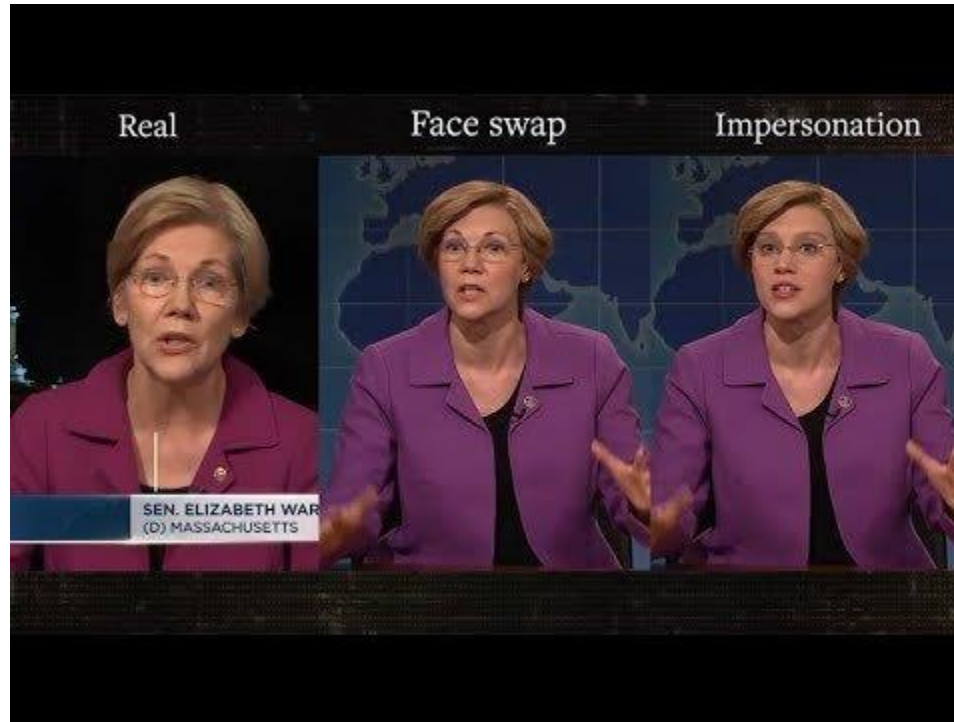 Real
Face swap
Impersonation
SEN. ELIZABETH WAR
(D) MASSACHUSETTS